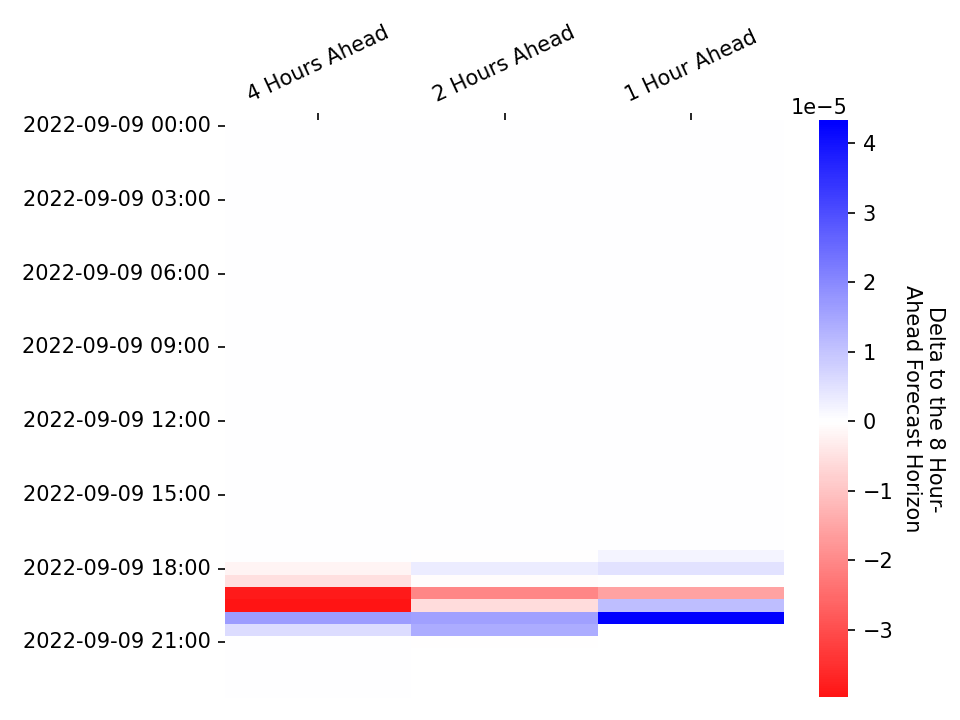 4 Hours Ahead
2 Hours Ahead
1 Hour Ahead
1e−5
2022-09-09 00:00
2022-09-09 03:00
2022-09-09 06:00
2022-09-09 09:00
2022-09-09 12:00
2022-09-09 15:00
2022-09-09 18:00
2022-09-09 21:00
4
3
2
1
0
−1
−2
−3
Delta to the 8 Hour-
Ahead Forecast Horizon